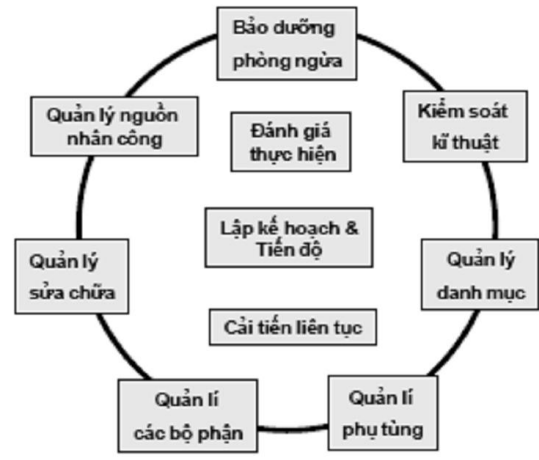 Bảo dưỡng
phòng ngừa
Quản lý nguồn
nhân công
Đánh giá
thực hiện
Kiểm soát
kĩ thuật
Lập kế hoạch &
Tiến độ
Quản lý
sửa chữa
Quản lý
danh mục
Cải tiến liên tục
Quản lí
các bộ phận
Quản lí
phụ tùng